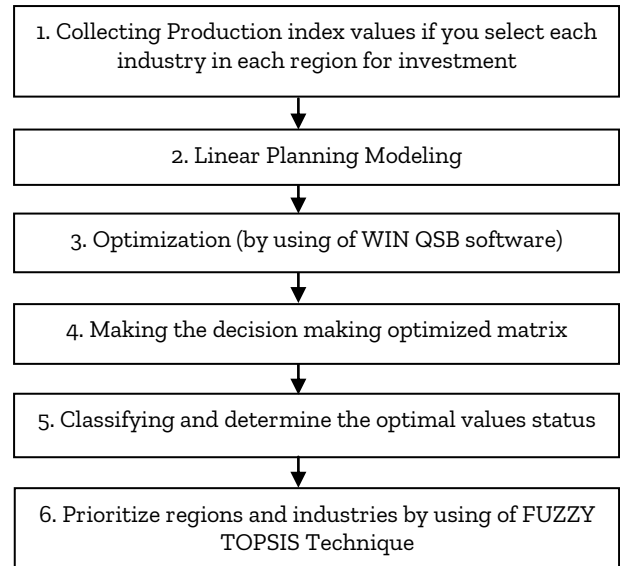 1. Collecting Production index values if you select each
industry in each region for investment
2. Linear Planning Modeling
3. Optimization (by using of WIN QSB software)
4. Making the decision making optimized matrix
5. Classifying and determine the optimal values status
6. Prioritize regions and industries by using of FUZZY
TOPSIS Technique